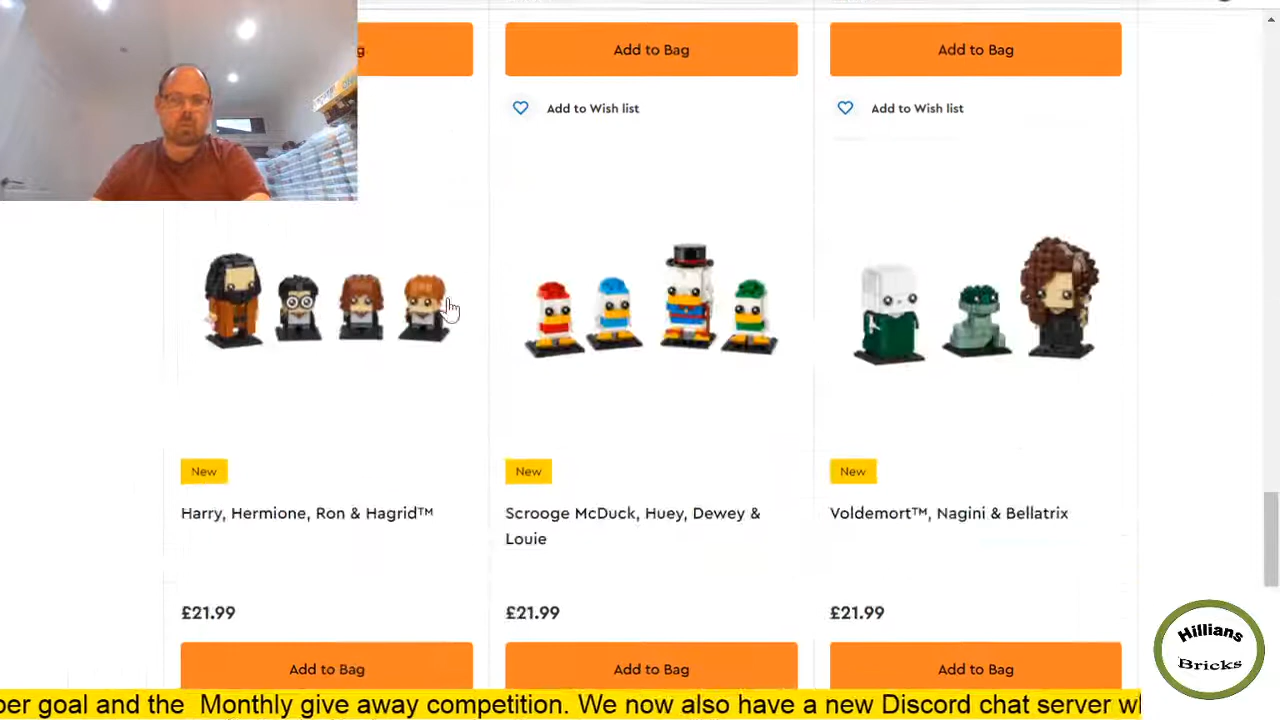 Add to Bag
Add to Bag
Add to Wish list
Add to Wish list
New
New
New
Harry, Hermione, Ron & Hagrid™
Scrooge McDuck, Huey, Dewey &
Louie
Voldemort™, Nagini & Bellatrix
£21.99
£21.99
£21.99
Add to Bag
Add to Bag
Add to Bag
Hillians
Bricks
goal and the Monthly give away competition. We now also have a new Discord chat server